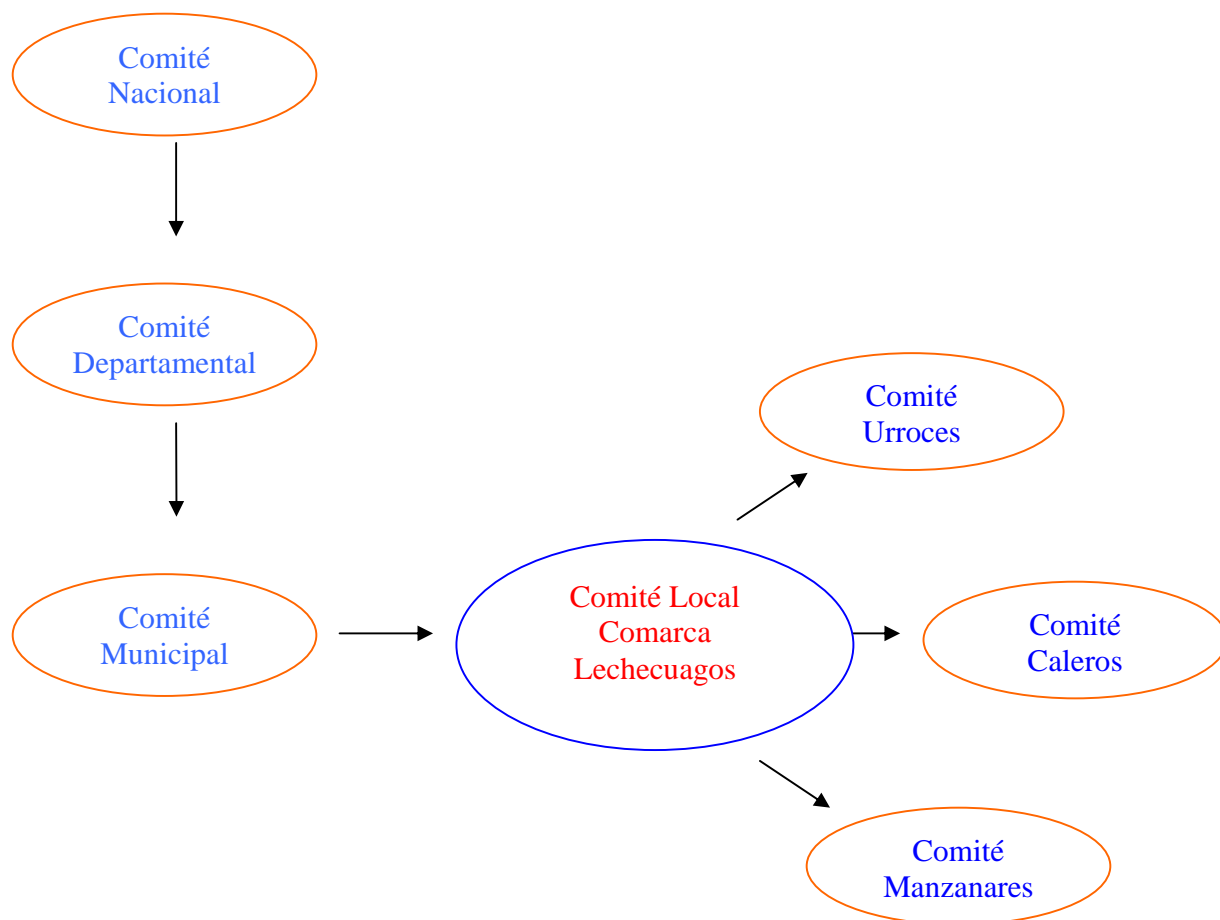 Comité
Nacional
Comité
Departamental
Comité
Municipal
Comité Local
Comarca
Lechecuagos
Comité
Urroces
Comité
Caleros
Comité
Manzanares